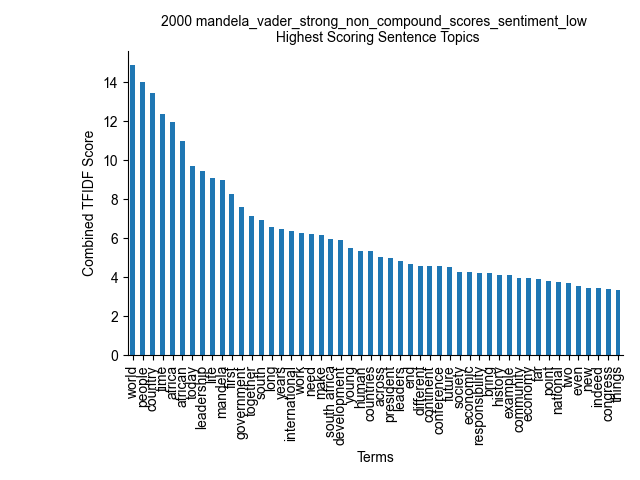 2000 mandela_vader_strong_non_compound_scores_sentiment_low
Highest Scoring Sentence Topics
Combined TFIDF Score
14
12
10
8
6
4
2
0
world
people
country
time
africa
african
today
leadership
life
mandela
first
government
together
south
long
years
international
work
need
make
south africa
development
young
human
countries
across
president
leaders
end
different
continent
conference
future
society
economic
responsibility
bring
history
example
community
economy
far
point
national
two
even
new
indeed
congress
things
Terms